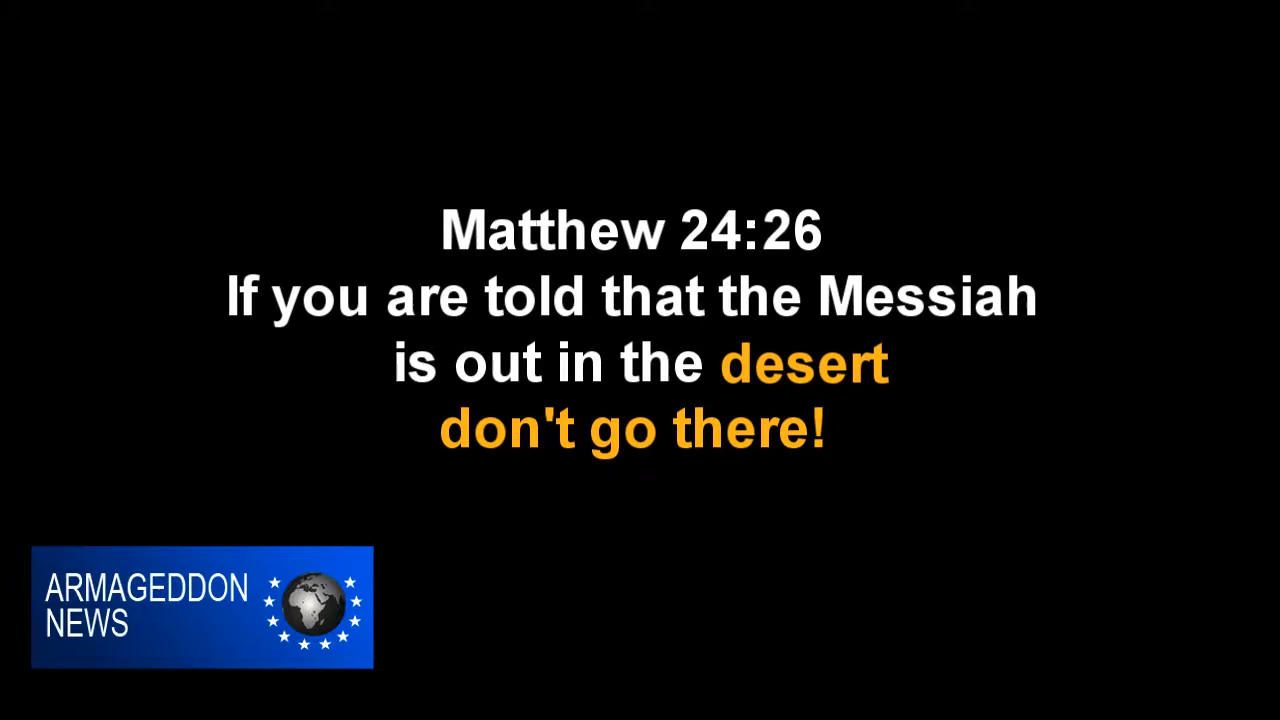 Matthew 24:26
If you are told that the Messiah
is out in the desert
don't go there!
ARMAGEDDON
NEWS